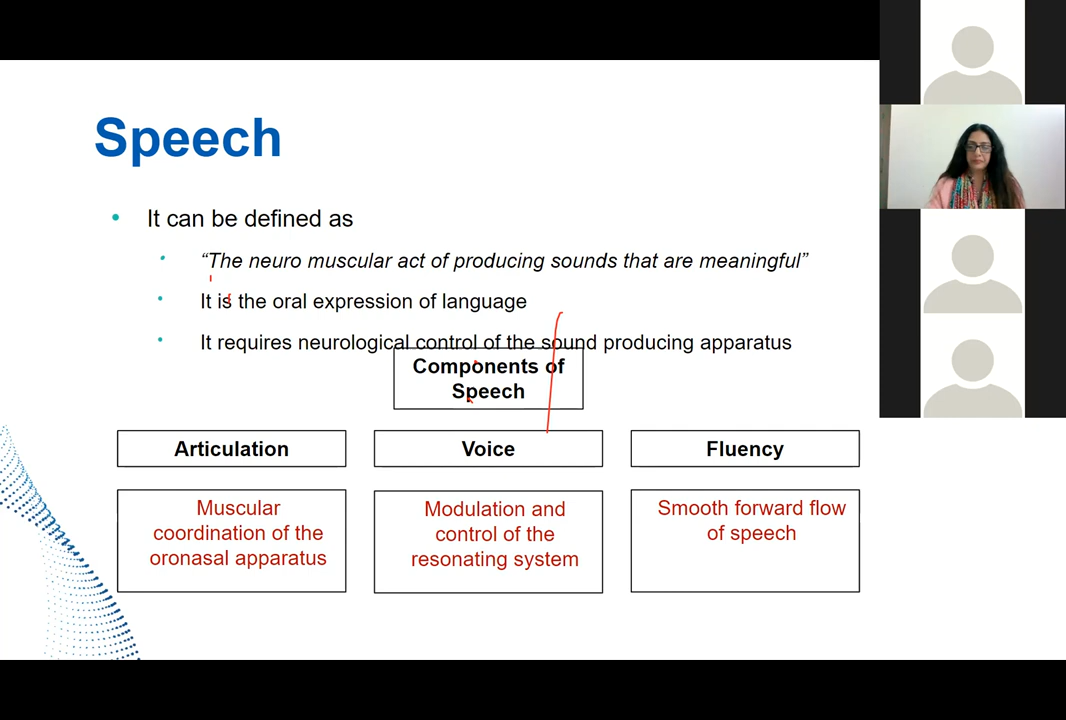 Speech
It can be defined as
“The neuro muscular act of producing sounds that are meaningful”
It is the oral expression of language
It requires neurological control of the sound producing apparatus
Components of
Speech
Articulation
Voice
Fluency
Muscular
coordination of the
oronasal apparatus
Modulation and
control of the
resonating system
Smooth forward flow
of speech